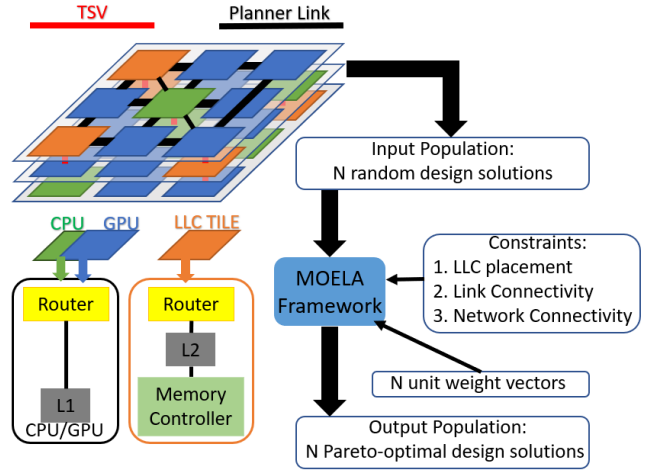 TSV
Planner Link
Input Population:
N random design solutions
CPU
GPU
LLC TILE
Router
L1
CPU/GPU
Router
L2
Memory
Controller
MOELA
Framework
Constraints:
1. LLC placement
2. Link Connectivity
3. Network Connectivity
N unit weight vectors
Output Population:
N Pareto-optimal design solutions